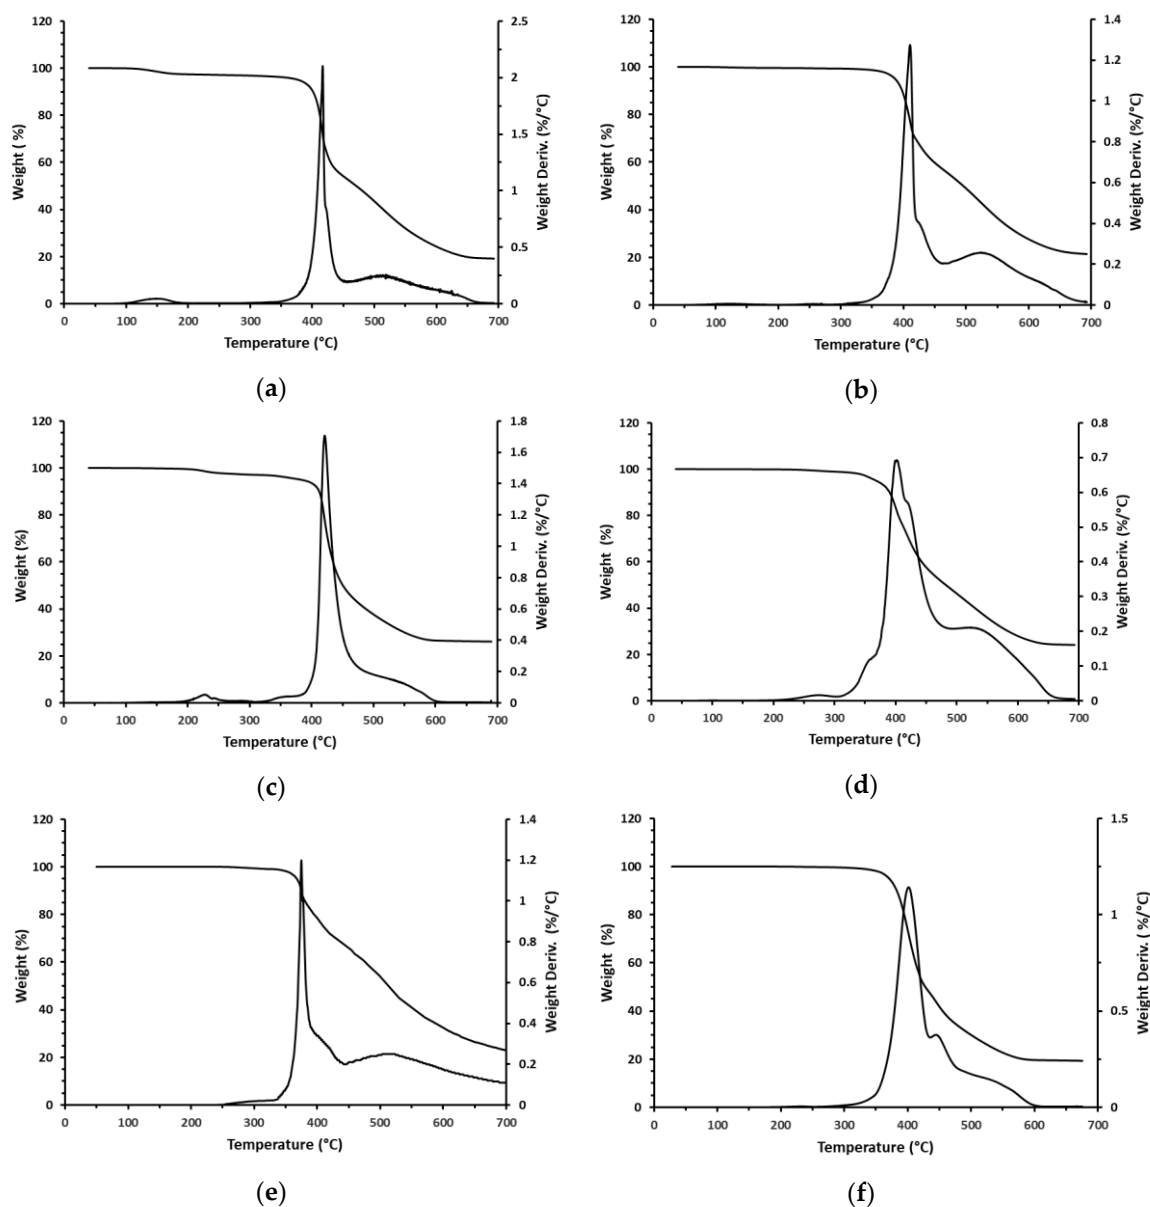 120 100 80 60 40 20 0
Weight ( %)
2.5 2 1.5 1 0.5 0
Weight Deriv. (%/°C)
0 100 200 300 400 500 600 700
Temperature (°C)
(a)
120 100 80 60 40 20 0
Weight (%)
1.4 1.2 1 0.8 0.6 0.4 0.2 0
Weight Deriv. (%/°C)
0 100 200 300 400 500 600 700
Temperature (°C)
(b)
120 100 80 60 40 20 0
Weight (%)
1.8 1.6 1.4 1.2 1 0.8 0.6 0.4 0.2 0
Weight Deriv. (%/°C)
0 100 200 300 400 500 600 700
Temperature (°C)
(c)
120 100 80 60 40 20 0
Weight (%)
0.8 0.7 0.6 0.5 0.4 0.3 0.2 0.1 0
Weight Deriv. (%/°C)
0 100 200 300 400 500 600 700
Temperature (°C)
(d)
120 100 80 60 40 20 0
Weight (%)
1.4 1.2 1 0.8 0.6 0.4 0.2 0
Weight Deriv. (%/°C)
0 100 200 300 400 500 600 700
Temperature (°C)
(e)
120 100 80 60 40 20 0
Weight (%)
1.5 1 0.5 0
Weight Deriv. ( %/°C)
0 100 200 300 400 500 600 700
Temperature (°C)
(f)